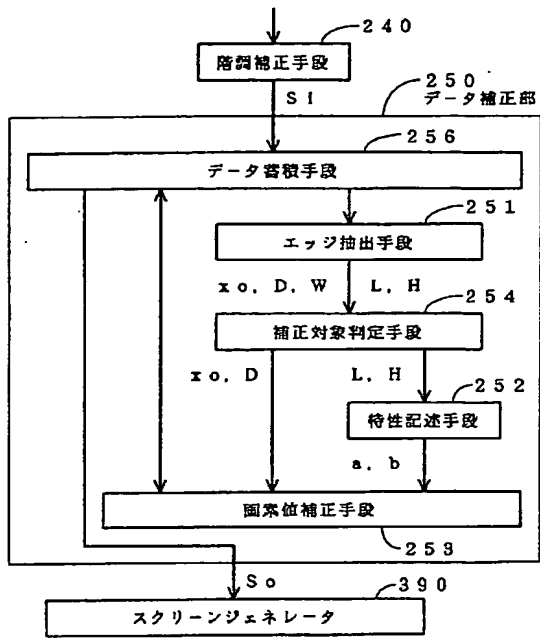 240
階調補正手段
Si
250
データ補正部
256
データ蓄積手段
251
エッジ抽出手段
xo, D, W
L, H
254
補正対象判定手段
xo, D
L, H
252
特性記述手段
a, b
画素値補正手段
253
So
390
スクリーンジェネレータ